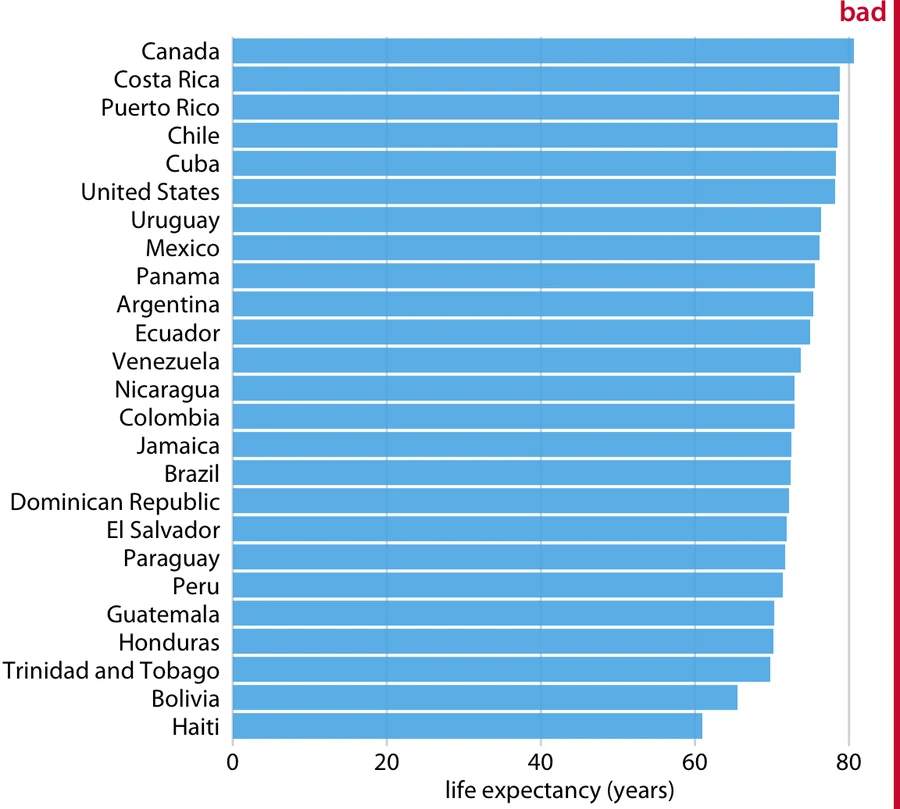 bad
Canada
Costa Rica
Puerto Rico
Chile
Cuba
United States
Uruguay
Mexico
Panama
Argentina
Ecuador
Venezuela
Nicaragua
Colombia
Jamaica
Brazil
Dominican Republic
El Salvador
Paraguay
Peru
Guatemala
Honduras
Trinidad and Tobago
Bolivia
Haiti
0 20 40 60 80
life expectancy (years)